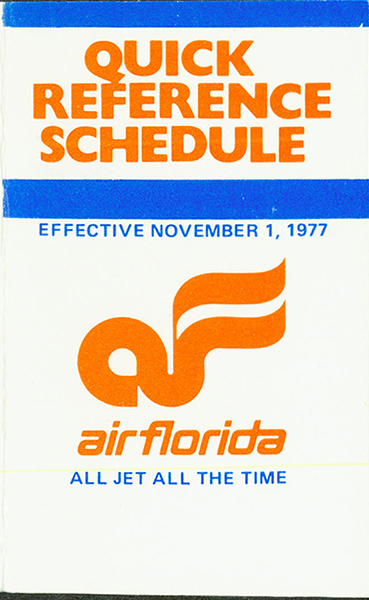 QUICK
REFERENCE
SCHEDULE
EFFECTIVE NOVEMBER 1, 1977
airflorida
ALL JET ALL THE TIME